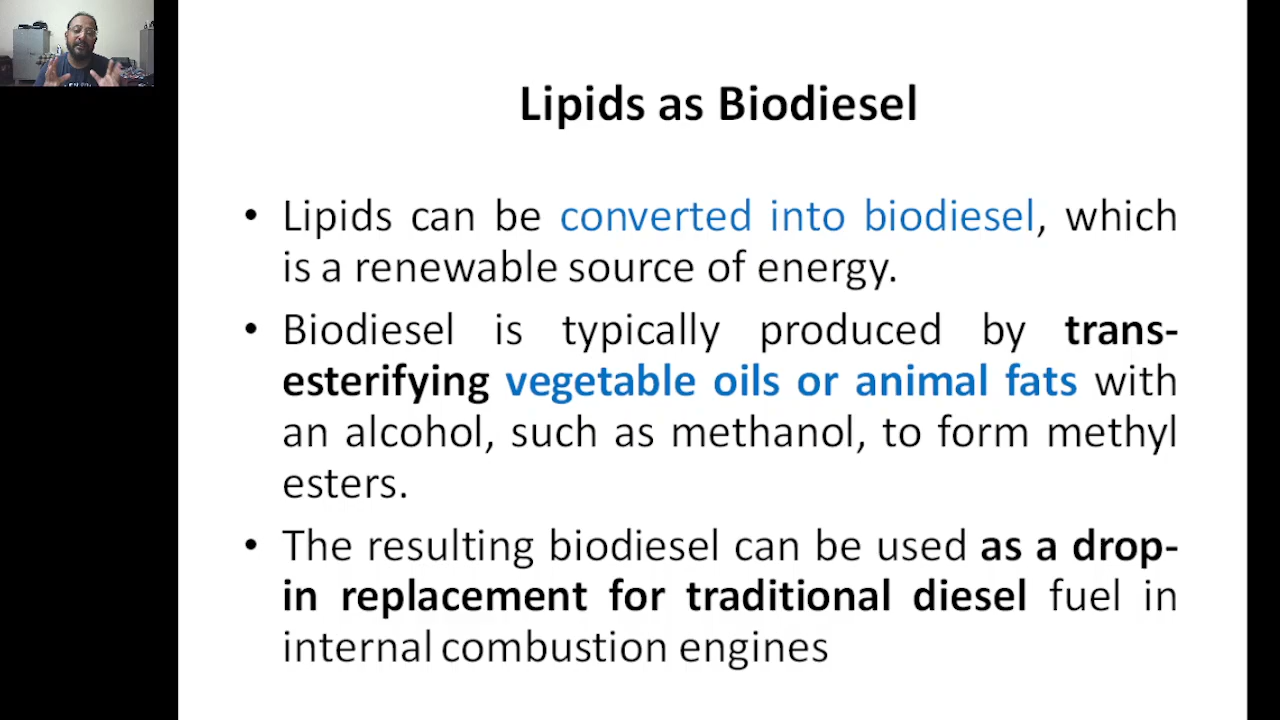 Lipids as Biodiesel
• Lipids can be converted into biodiesel, which
is a renewable source of energy.
• Biodiesel is typically produced by trans-
esterifying vegetable oils or animal fats with
an alcohol, such as methanol, to form methyl
esters.
• The resulting biodiesel can be used as a drop-
in replacement for traditional diesel fuel in
internal combustion engines